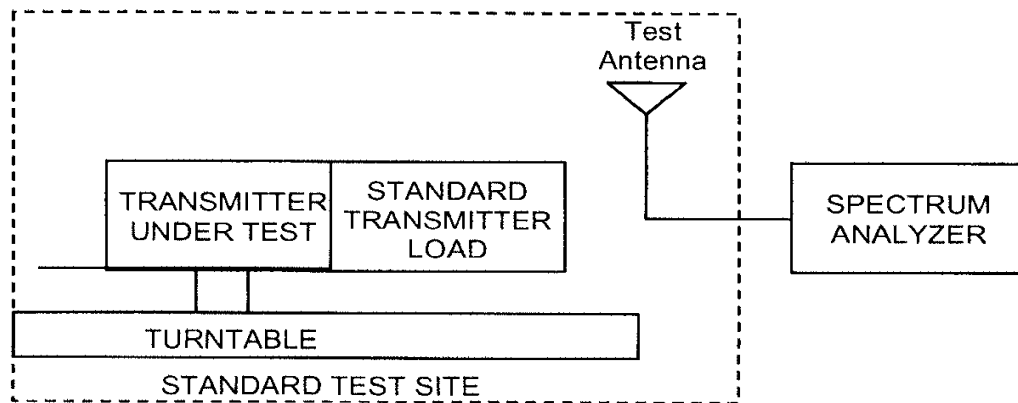 Test
Antenna
TRANSMITTER
UNDER TEST
STANDARD
TRANSMITTER
LOAD
SPECTRUM
ANALYZER
TURNTABLE
STANDARD TEST SITE